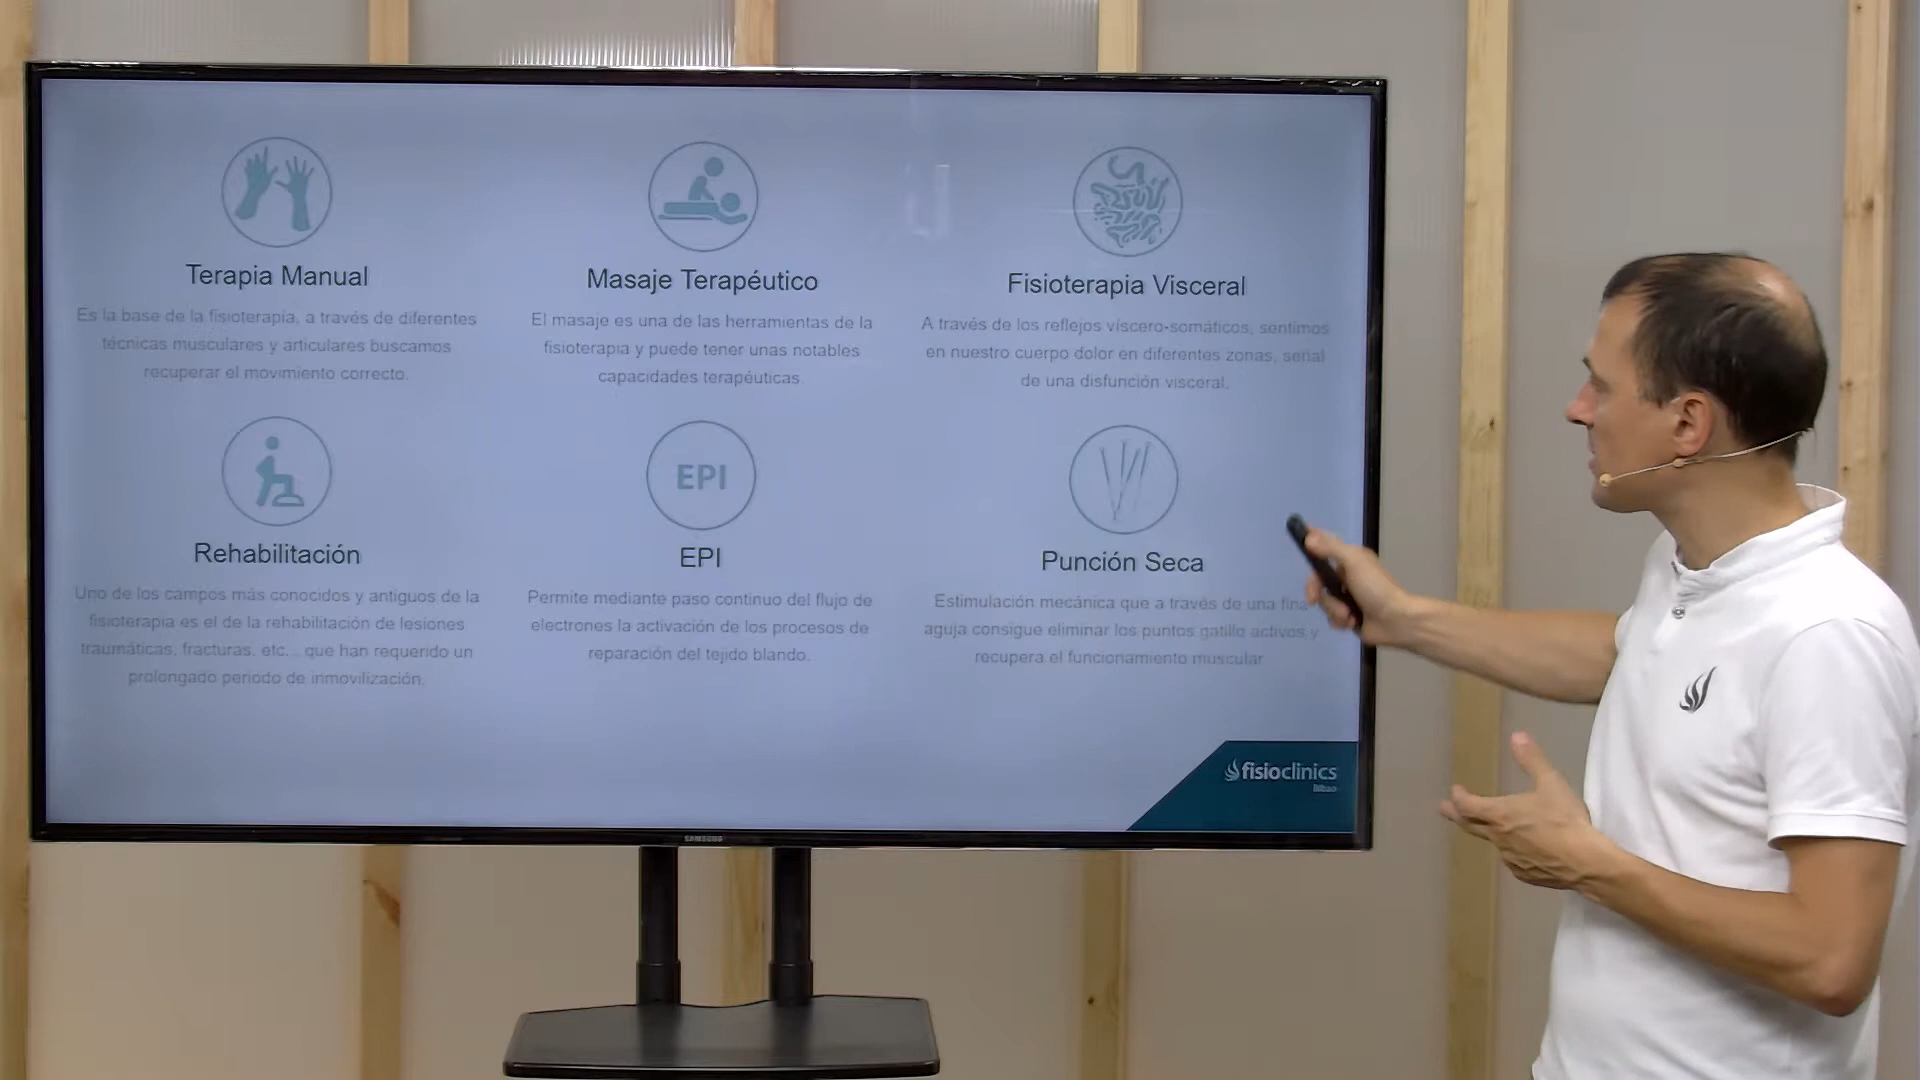 Terapia Manual
Es la base de la fisioterapia, a través de diferentes
técnicas musculares y articulares buscamos
recuperar el movimiento correcto.
Masaje Terapéutico
El masaje es una de las herramientas de la
fisioterapia y puede tener unas notables
capacidades terapéuticas.
Fisioterapia Visceral
A través de los reflejos víscero-somáticos, sentimos
en nuestro cuerpo dolor en diferentes zonas, señal
de una disfunción visceral.
Rehabilitación
Uno de los campos más conocidos y antiguos de la
fisioterapia es el de la rehabilitación de lesiones
traumáticas, fracturas, etc... que han requerido un
prolongado periodo de inmovilización.
EPI
EPI
Permite mediante paso continuo del flujo de
electrones la activación de los procesos de
reparación del tejido blando.
Punción Seca
Estimulación mecánica que a través de una fina
aguja consigue eliminar los puntos gatillo activos y
recupera el funcionamiento muscular
fisioclinics
Bilbao
SAMSUNG